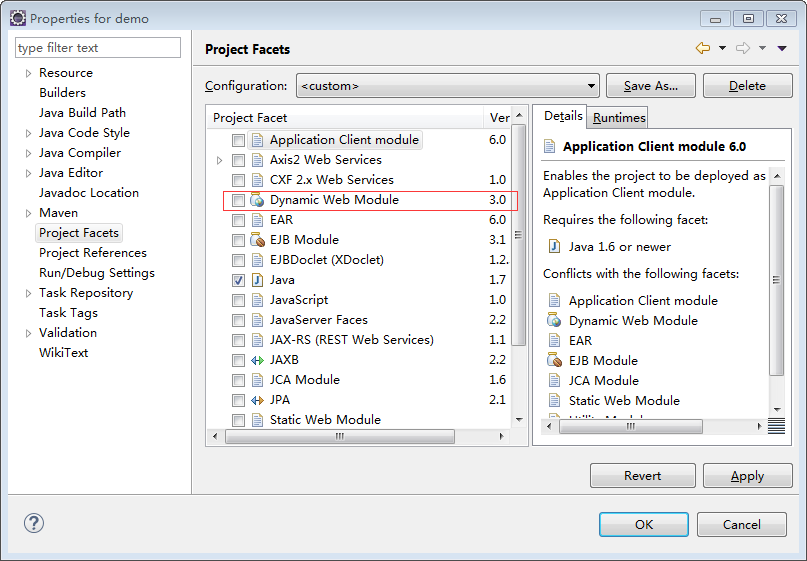 Properties for demo
type filter text
Resource
Builders
Java Build Path
Java Code Style
Java Compiler
Java Editor
Javadoc Location
Maven
Project Facets
Project References
Run/Debug Settings
Task Repository
Task Tags
Validation
WikiText
Project Facets
Configuration: <custom> Save As... Delete
Project Facet Ver
Application Client module 6.0
Axis2 Web Services
CXF 2.x Web Services 1.0
Dynamic Web Module 3.0
EAR 6.0
EJB Module 3.1
EJBDoclet (XDoclet) 1.2.
Java 1.7
JavaScript 1.0
JavaServer Faces 2.2
JAX-RS (REST Web Services) 1.1
JAXB 2.2
JCA Module 1.6
JPA 2.1
Static Web Module
Details Runtimes
Application Client module 6.0
Enables the project to be deployed as
Application Client module.
Requires the following facet:
Java 1.6 or newer
Conflicts with the following facets:
Application Client module
Dynamic Web Module
EAR
EJB Module
JCA Module
Static Web Module
Revert Apply
OK Cancel